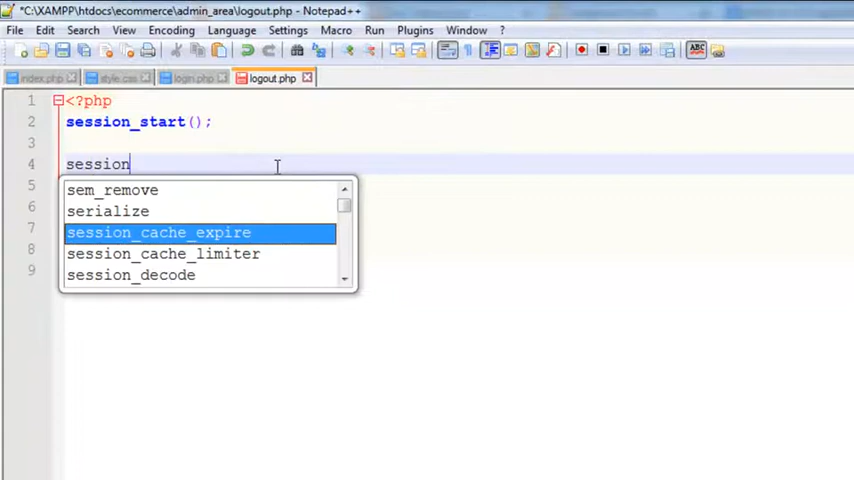 *C:\XAMPP\htdocs\ecommerce\admin_area\logout.php - Notepad++
File Edit Search View Encoding Language Settings Macro Run Plugins Window ?
index.php style.css login.php logout.php
1 <?php
2 session_start();
3
4 session
5 sem_remove
6 serialize
7 session_cache_expire
8 session_cache_limiter
9 session_decode